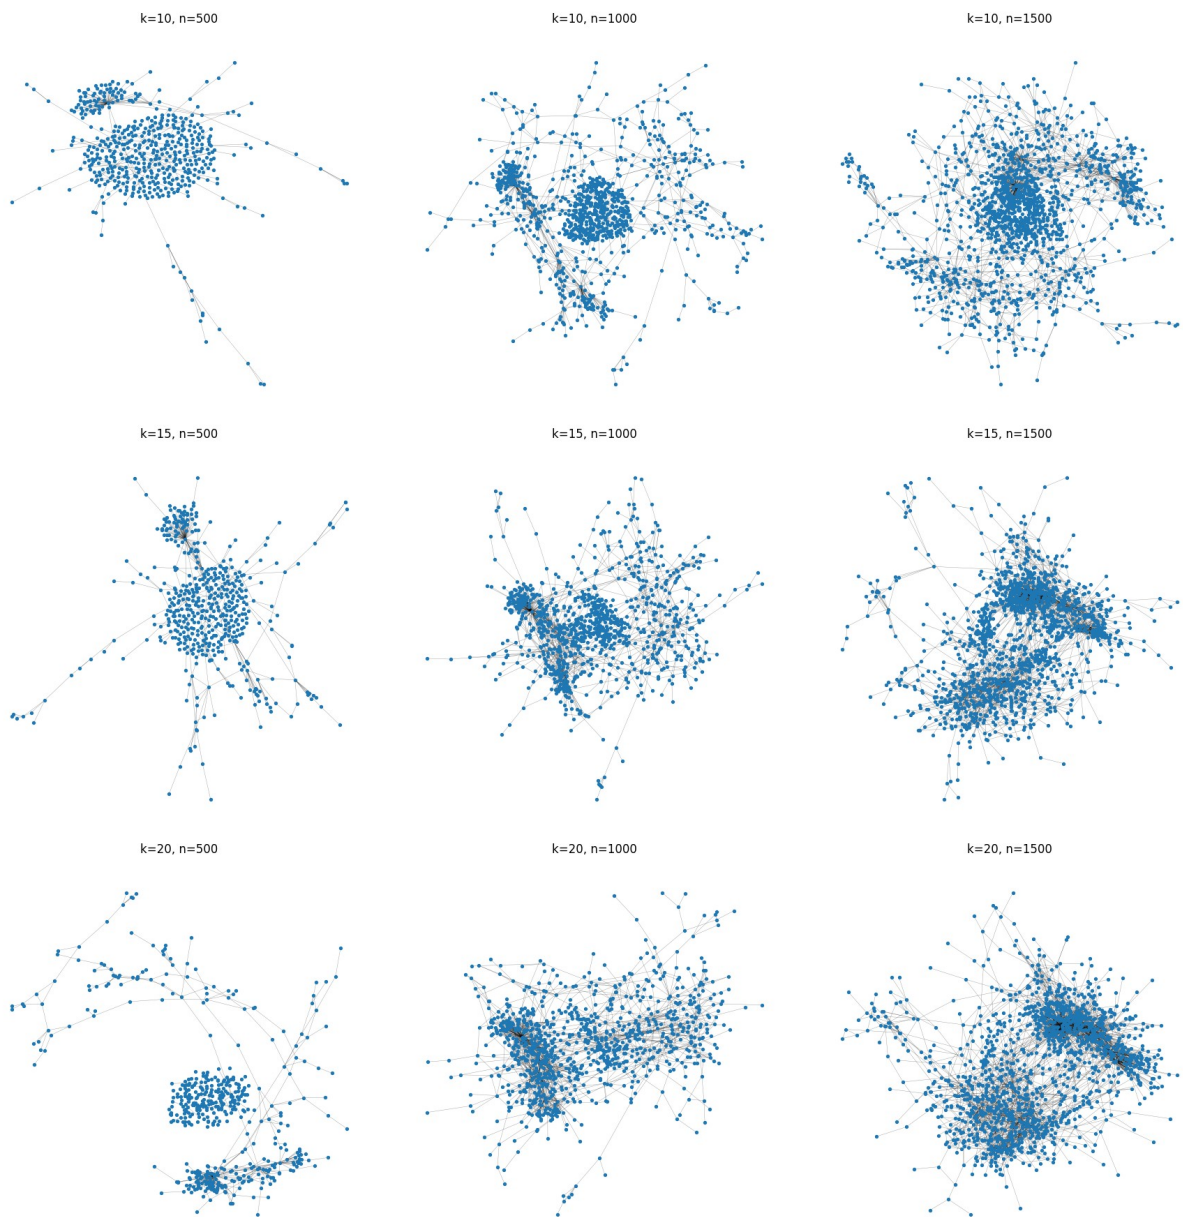 k=10, n=500
k=10, n=1000
k=10, n=1500
k=15, n=500
k=15, n=1000
k=15, n=1500
k=20, n=500
k=20, n=1000
k=20, n=1500